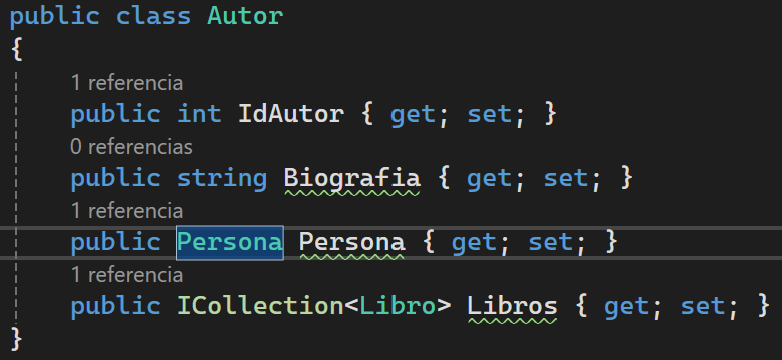 public class Autor
{
1 referencia
public int IdAutor { get; set; }
0 referencias
public string Biografia { get; set; }
1 referencia
public Persona Persona { get; set; }
1 referencia
public ICollection<Libro> Libros { get; set; }
}